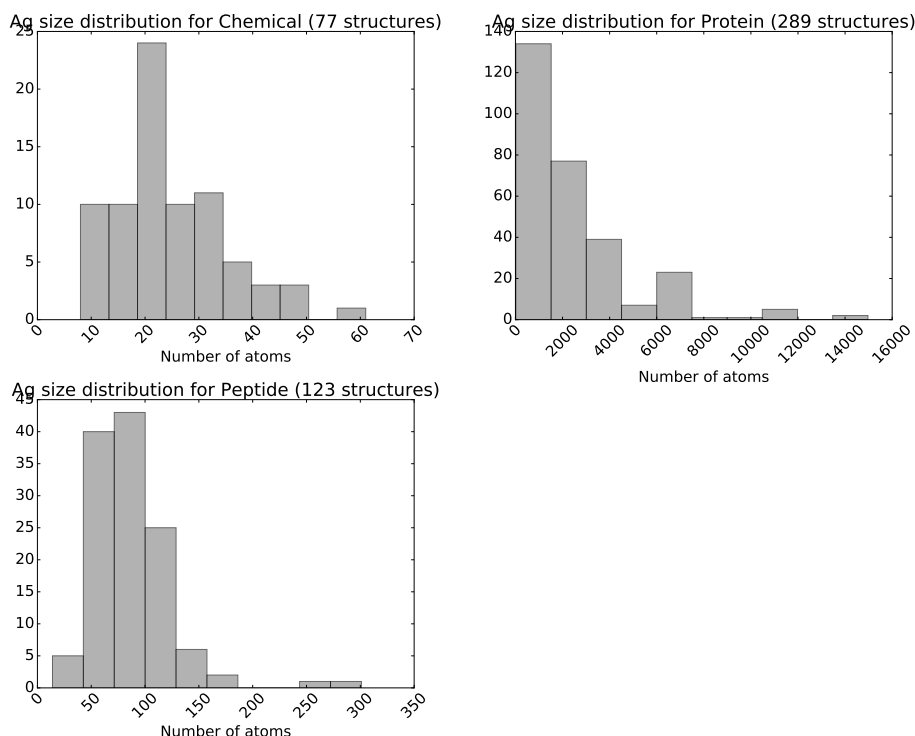 Ag size distribution for Chemical (77 structures)
25
20
15
10
5
0
0 10 20 30 40 50 60 70
Number of atoms
Ag size distribution for Protein (289 structures)
140
120
100
80
60
40
20
0
0 2000 4000 6000 8000 10000 12000 14000 16000
Number of atoms
Ag size distribution for Peptide (123 structures)
45
40
35
30
25
20
15
10
5
0
0 50 100 150 200 250 300 350
Number of atoms